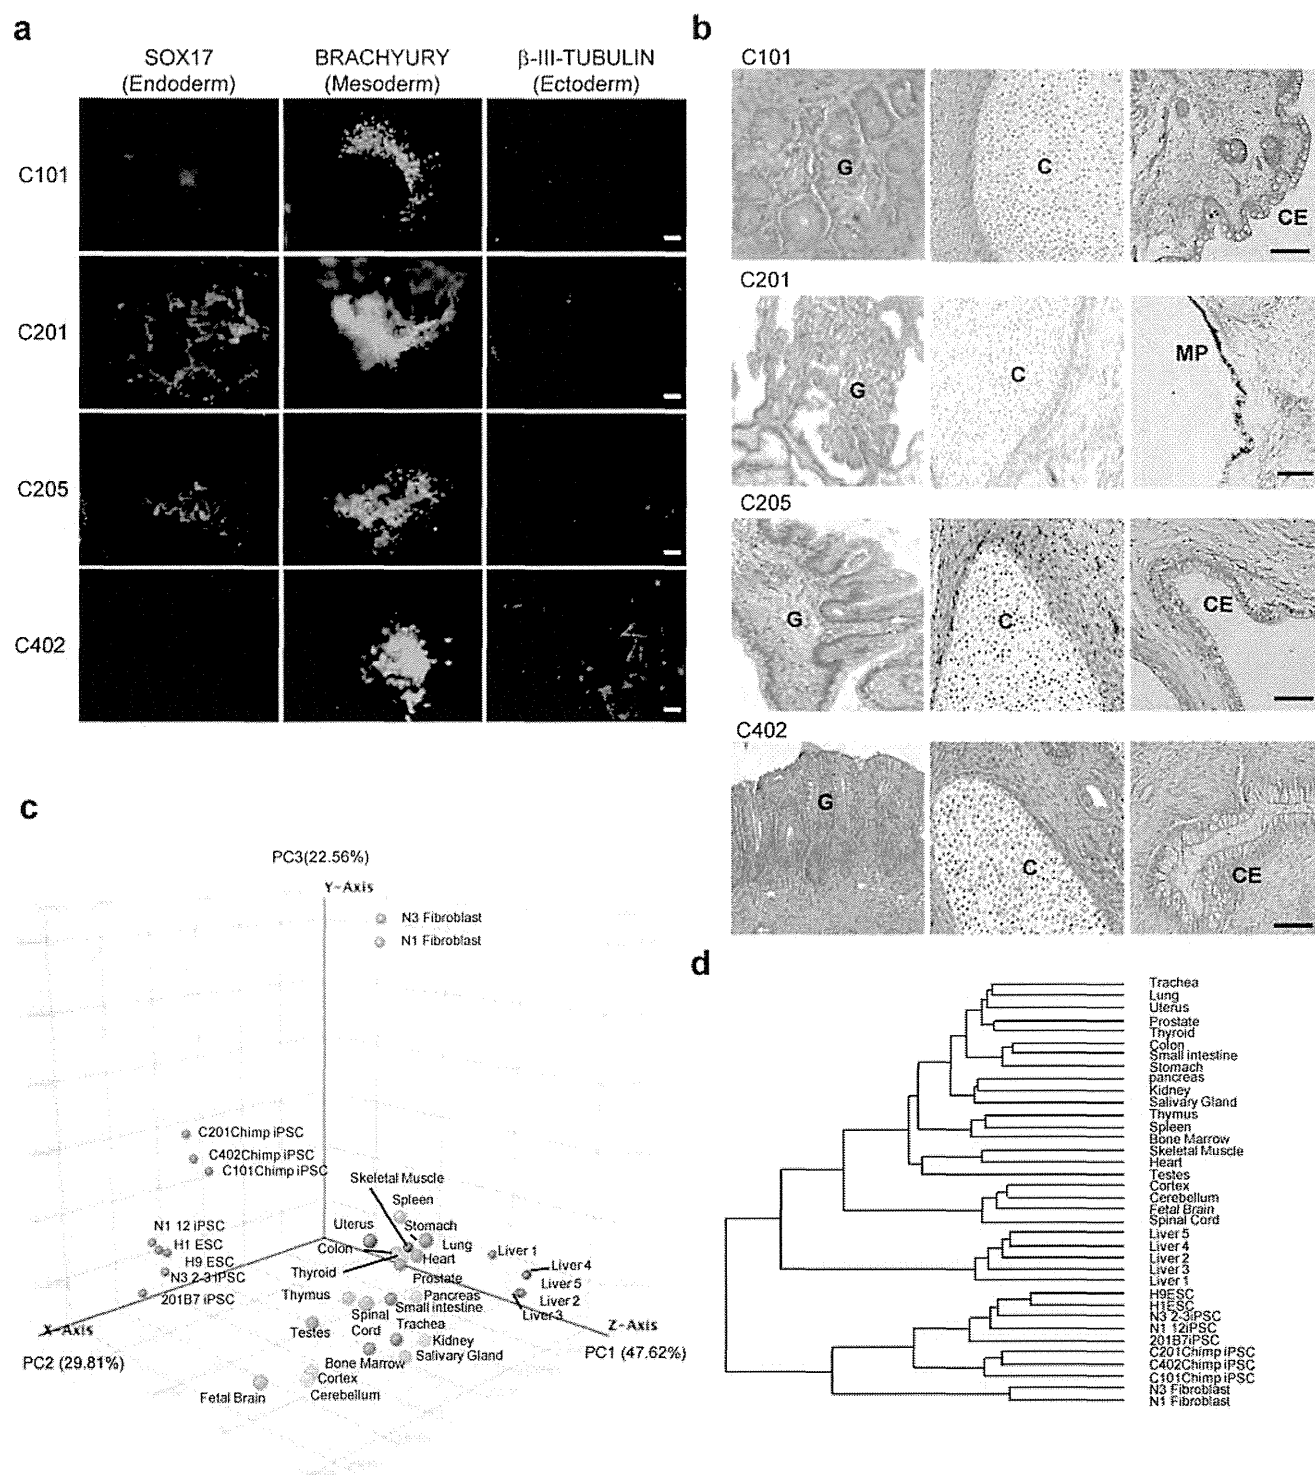 a
SOX17
(Endoderm)
BRACHYURY
(Mesoderm)
β-III-TUBULIN
(Ectoderm)
C101
C201
C205
C402
b
C101
G
C
CE
C201
G
C
MP
C205
G
C
CE
C402
G
C
CE
c
PC3(22.56%)
Y-Axis
N3 Fibroblast
N1 Fibroblast
C201Chimp iPSC
C402Chimp iPSC
C101Chimp iPSC
N1 12 iPSC
H1 ESC
H9 ESC
N3 2-3 iPSC
201B7 iPSC
X-Axis
PC2 (29.81%)
Skeletal Muscle
Spleen
Uterus
Stomach
Colon
Lung
Heart
Liver 1
Thyroid
Prostate
Liver 4
Liver 5
Thymus
Pancreas
Liver 2
Spinal
Cord
Small intestine
Liver3
Testes
Trachea
Kidney
Z-Axis
PC1 (47.62%)
Bone Marrow
Salivary Gland
Cortex
Fetal Brain
Cerebellum
d
Trachea
Lung
Uterus
Prostate
Thyroid
Colon
Small intestine
Stomach
pancreas
Kidney
Salivary Gland
Thymus
Spleen
Bone Marrow
Skeletal Muscle
Heart
Testes
Cortex
Cerebellum
Fetal Brain
Spinal Cord
Liver 5
Liver 4
Liver 2
Liver 3
Liver 1
H9ESC
H1ESC
N3 2-3iPSC
N1 12iPSC
201B7iPSC
C201Chimp iPSC
C402Chimp iPSC
C101Chimp iPSC
N3 Fibroblast
N1 Fibroblast